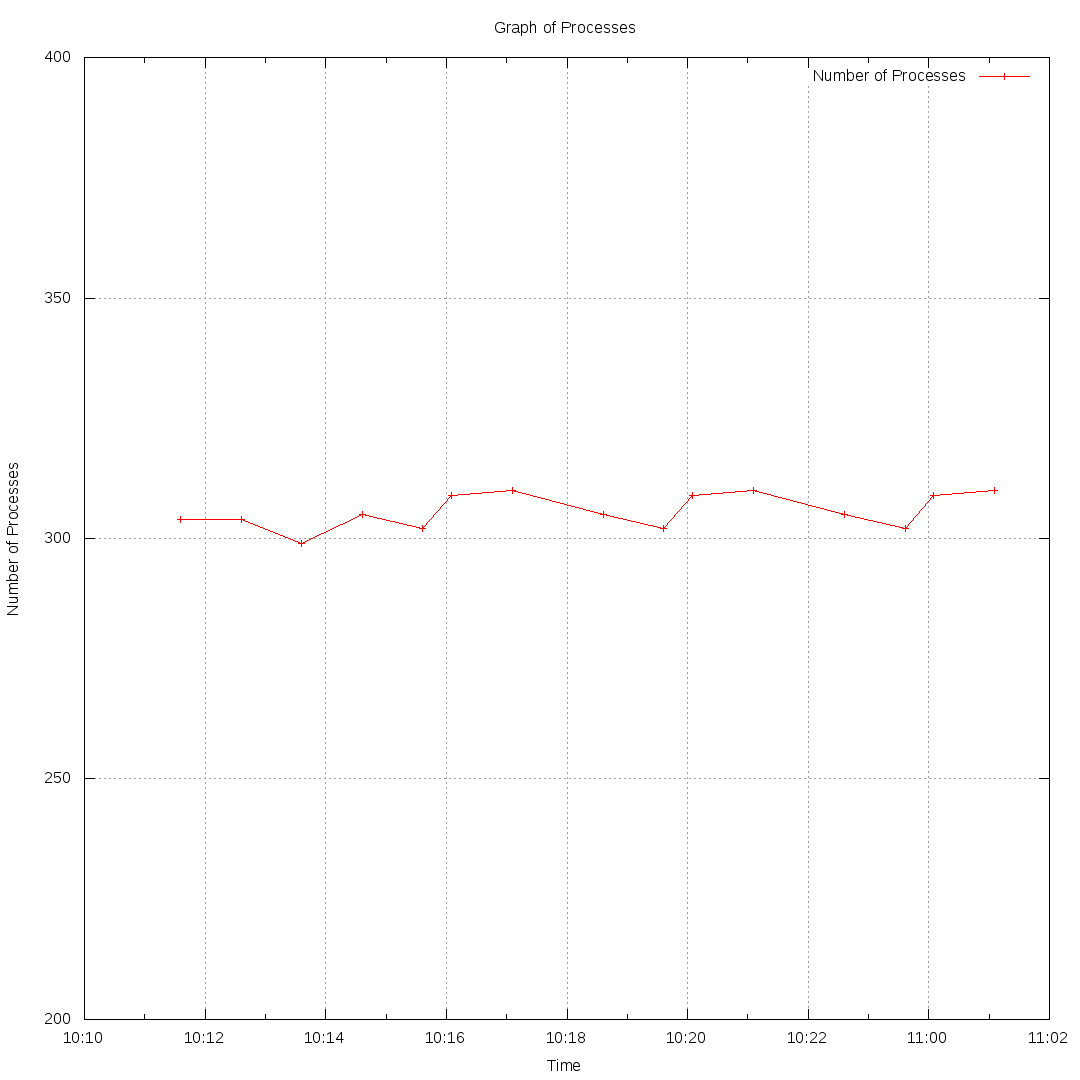 Graph of Processes
Number of Processes
400
350
300
250
200
Number of Processes
10:10 10:12 10:14 10:16 10:18 10:20 10:22 11:00 11:02
Time